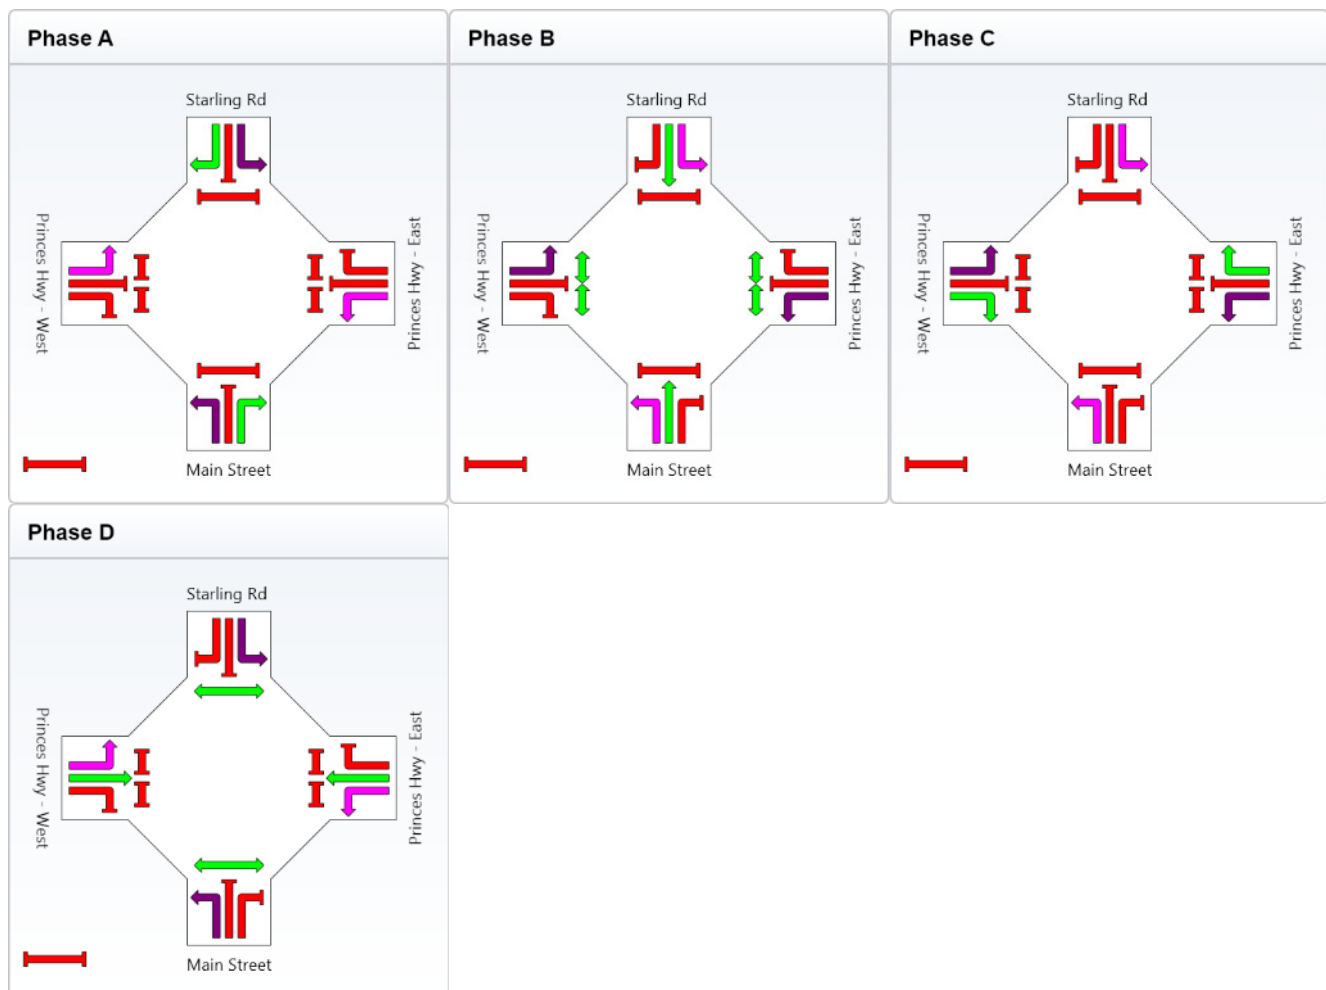 Phase A
Phase B
Phase C
Starling Rd
Starling Rd
Starling Rd
Princes Hwy - West
Princes Hwy - East
Princes Hwy - West
Princes Hwy - East
Princes Hwy - West
Princes Hwy - East
Main Street
Main Street
Main Street
Phase D
Starling Rd
Princes Hwy - West
Princes Hwy - East
Main Street